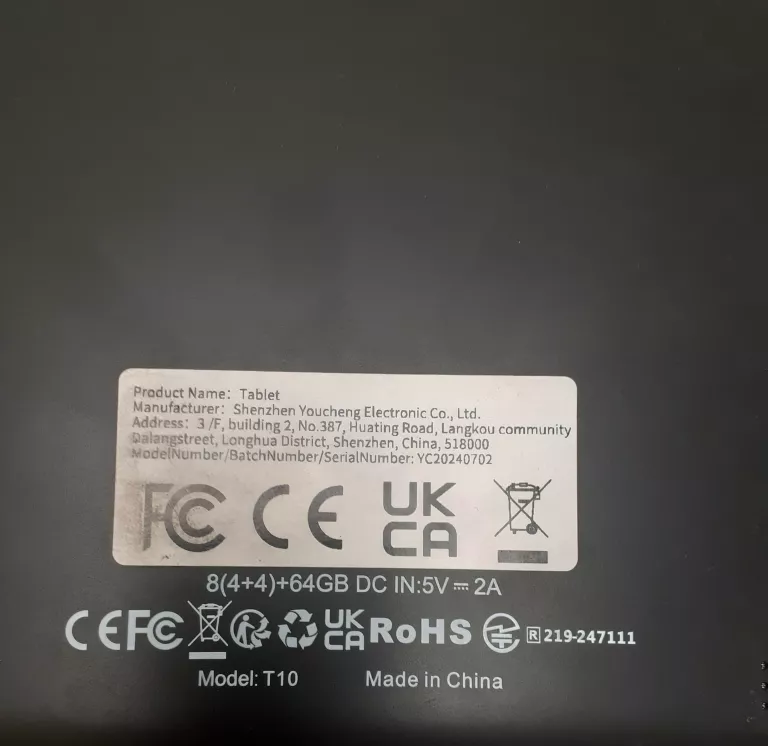 Product Name: Tablet
Manufacturer: Shenzhen Youcheng Electronic Co., Ltd.
Address: 3 /F, building 2, No.387, Huating Road, Langkou community
Dalangstreet, Longhua District, Shenzhen, China, 518000
ModelNumber/BatchNumber/SerialNumber: YC20240702
FC CE UK
CA
8(4+4)+64GB DC IN:5V⎓2A
CE FC UK
CA RoHS R 219-247111
Model: T10 Made in China